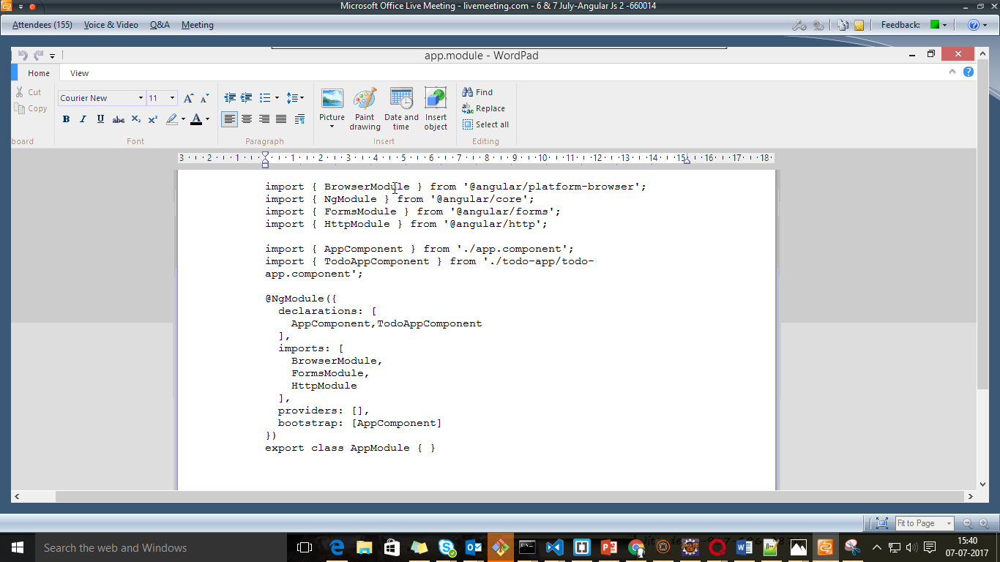 Microsoft Office Live Meeting - livemeeting.com - 6 & 7 July-Angular Js 2 -660014
Attendees (155) Voice & Video Q&A Meeting Feedback:
app.module - WordPad
Home View
Cut
Copy
board
Courier New 11
B I U abc X₂ X² A
Font
Paragraph
Picture
Paint drawing
Date and time
Insert object
Insert
Find
Replace
Select all
Editing
3 2 1 1 2 3 4 5 6 7 8 9 10 11 12 13 14 15 16 17 18
import { BrowserModule } from '@angular/platform-browser';
import { NgModule } from '@angular/core';
import { FormsModule } from '@angular/forms';
import { HttpModule } from '@angular/http';
import { AppComponent } from './app.component';
import { TodoAppComponent } from './todo-app/todo-
app.component';
@NgModule({
declarations: [
AppComponent,TodoAppComponent
],
imports: [
BrowserModule,
FormsModule,
HttpModule
],
providers: [],
bootstrap: [AppComponent]
})
export class AppModule { }
Fit to Page
Search the web and Windows
15:40
07-07-2017